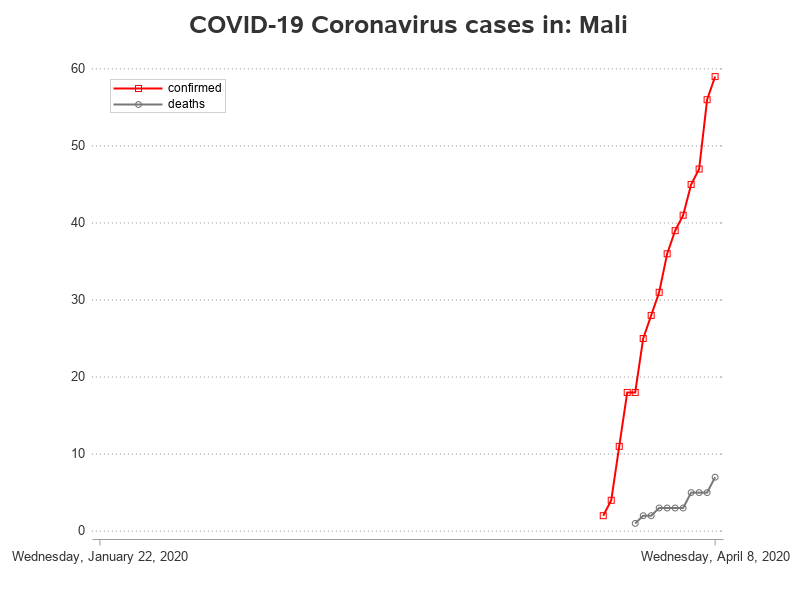 COVID-19 Coronavirus cases in: Mali
60
confirmed
deaths
50
40
30
20
10
0
Wednesday, January 22, 2020 Wednesday, April 8, 2020